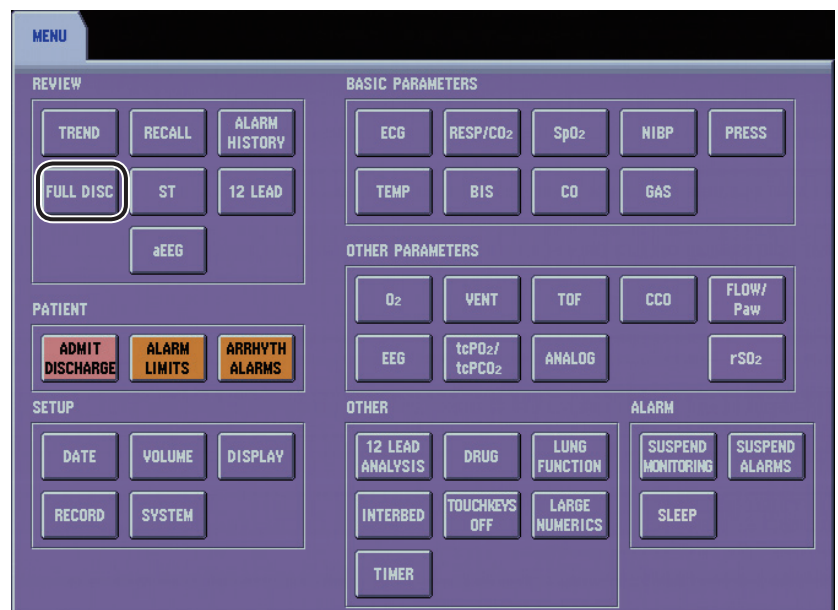 MENU
REVIEW
TREND
RECALL
ALARM
HISTORY
FULL DISC
ST
12 LEAD
aEEG
PATIENT
ADMIT
DISCHARGE
ALARM
LIMITS
ARRHYTH
ALARMS
SETUP
DATE
VOLUME
DISPLAY
RECORD
SYSTEM
BASIC PARAMETERS
ECG
RESP/CO2
SpO2
NIBP
PRESS
TEMP
BIS
CO
GAS
OTHER PARAMETERS
O2
VENT
TOF
CCO
FLOW/
Paw
EEG
tcPO2/
tcPCO2
ANALOG
rSO2
OTHER
12 LEAD
ANALYSIS
DRUG
LUNG
FUNCTION
INTERBED
TOUCHKEYS
OFF
LARGE
NUMERICS
TIMER
ALARM
SUSPEND
MONITORING
SUSPEND
ALARMS
SLEEP